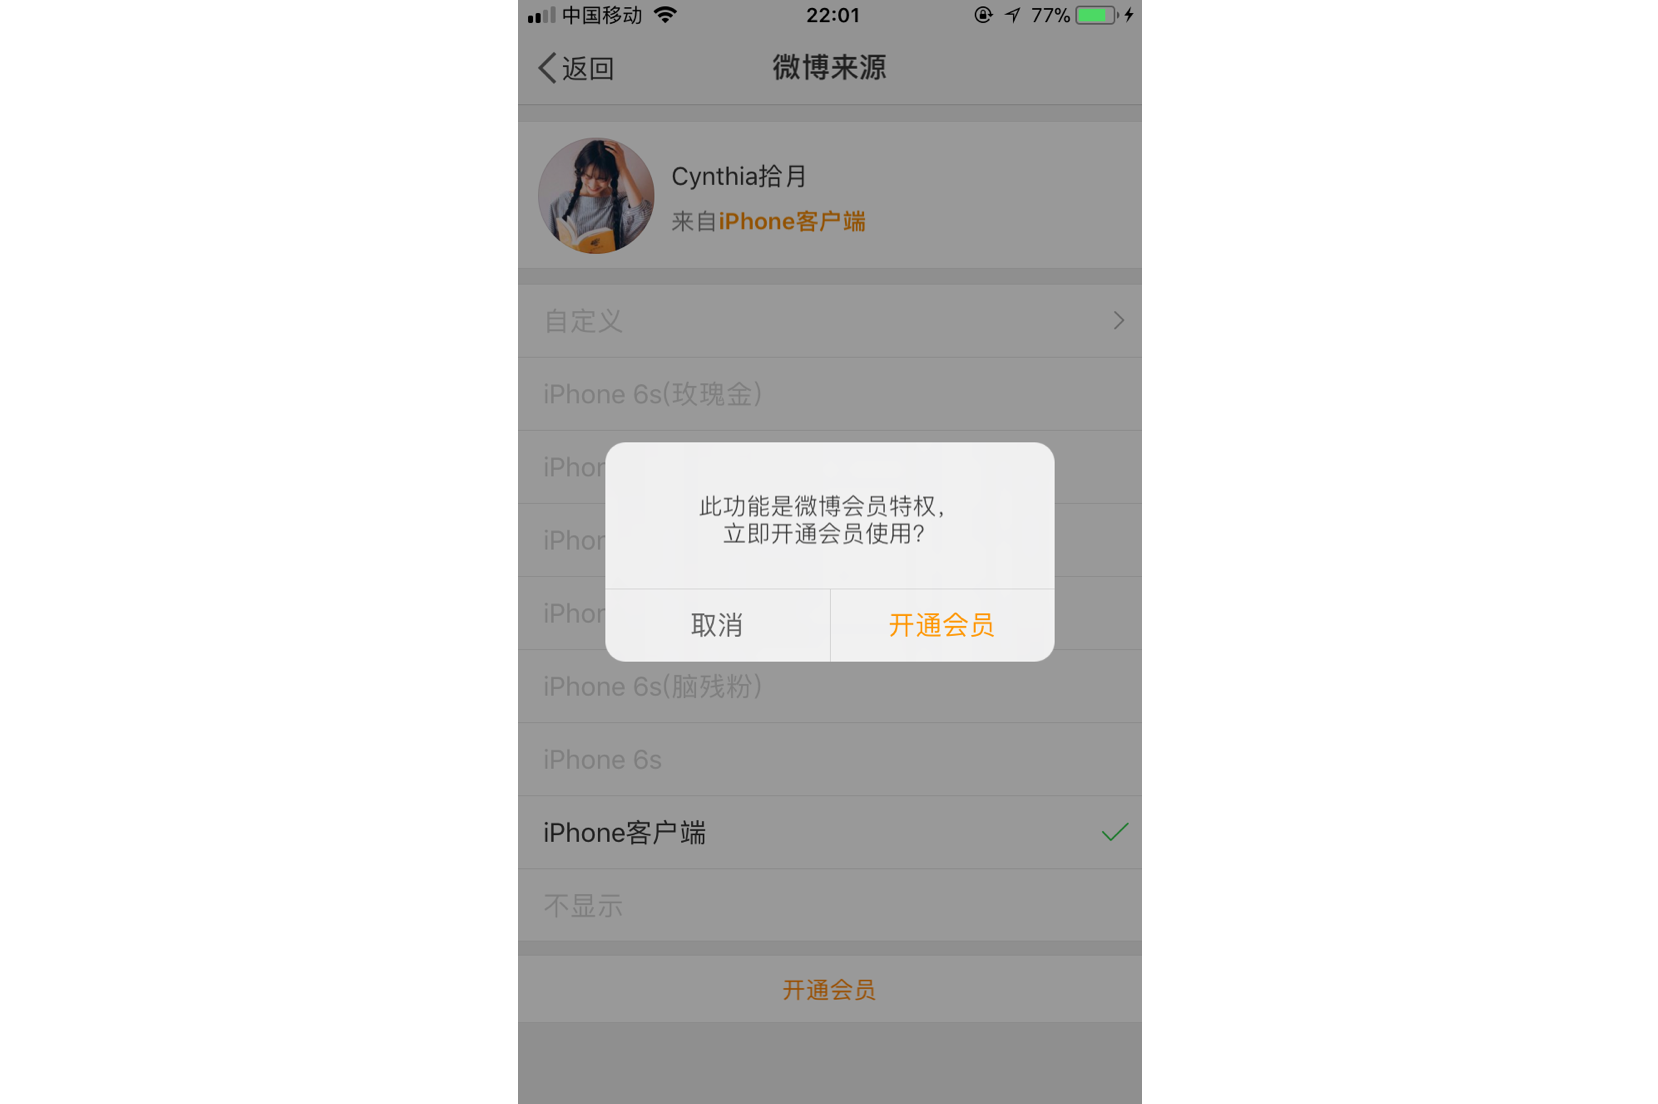 中国移动 22:01 77%
返回 微博来源
Cynthia拾月
来自iPhone客户端
自定义
iPhone 6s(玫瑰金)
此功能是微博会员特权，
立即开通会员使用？
取消 开通会员
iPhone 6s(脑残粉)
iPhone 6s
iPhone客户端
不显示
开通会员